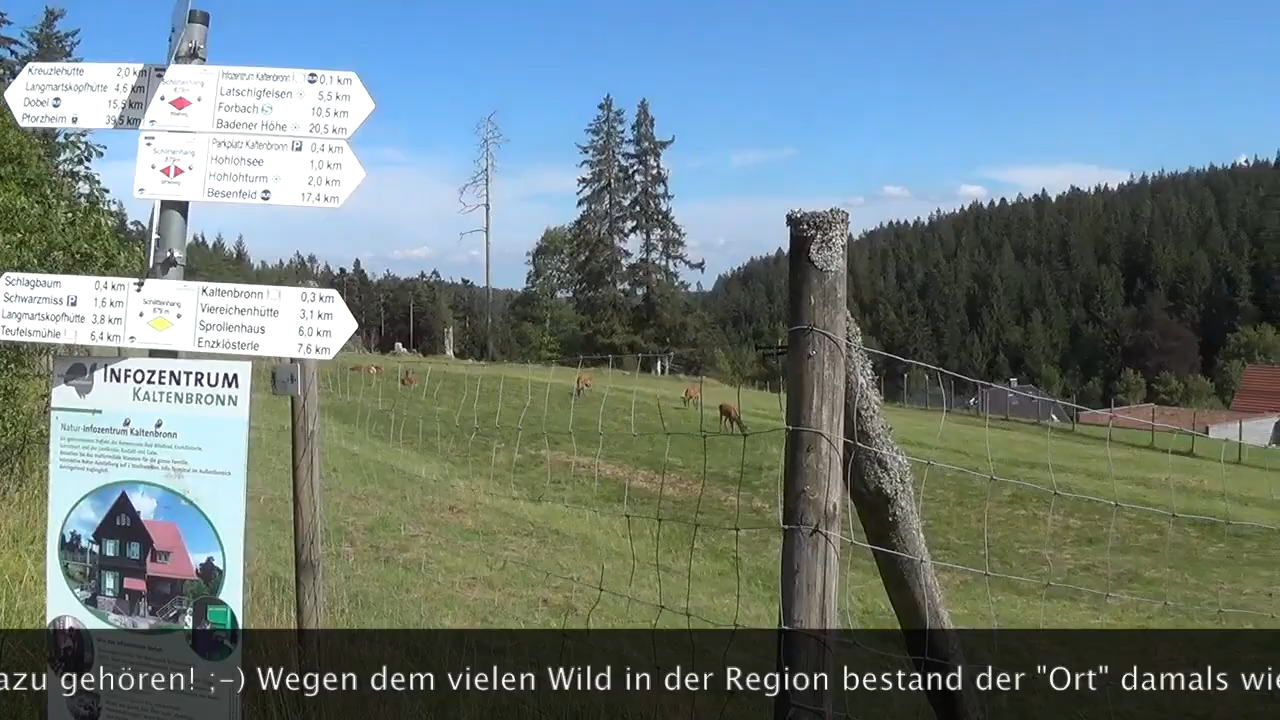 Kreuzlehütte 2,0 km
Langmartskopfhütte 4,6 km
Dobel 15,5 km
Pforzheim 39,5 km
Infozentrum Kaltenbronn 0,1 km
Latschigfelsen 5,5 km
Forbach 10,5 km
Badener Höhe 20,5 km
Parkplatz Kaltenbronn P 0,4 km
Hohlohsee 1,0 km
Hohlohturm 2,0 km
Besenfeld 17,4 km
Schlagbaum 0,4 km
Schwarzmiss P 1,6 km
Langmartskopfhütte 3,8 km
Teufelsmühle 6,4 km
Kaltenbronn 0,3 km
Viereichenhütte 3,1 km
Sprollenhaus 6,0 km
Enzklösterle 7,6 km
INFOZENTRUM
KALTENBRONN
Natur-Infozentrum Kaltenbronn
azu gehören! ;-) Wegen dem vielen Wild in der Region bestand der "Ort" damals wie